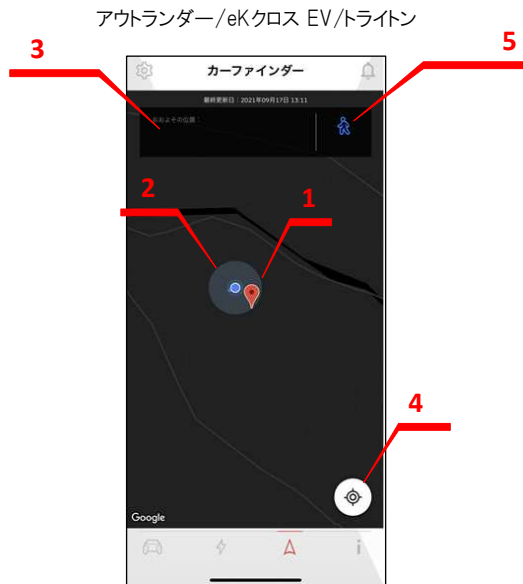 アウトランダー/eKクロス EV/トライトン
3
5
カーファインダー
最終更新日：2021年09月17日 13:11
おおよその位置：
2
1
4
Google
i